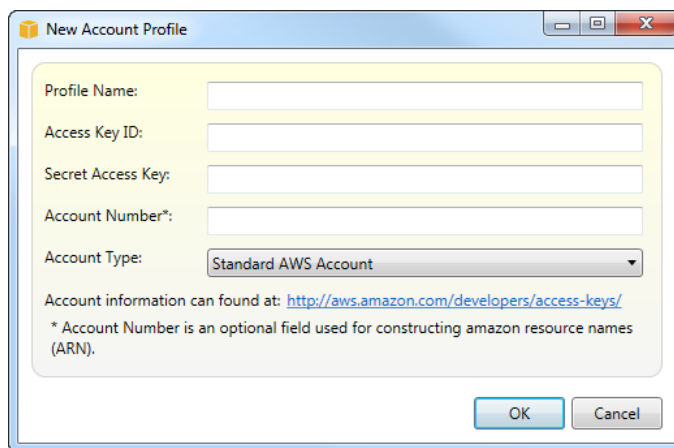 New Account Profile
Profile Name:
Access Key ID:
Secret Access Key:
Account Number*:
Account Type: Standard AWS Account
Account information can found at: http://aws.amazon.com/developers/access-keys/
* Account Number is an optional field used for constructing amazon resource names
(ARN).
OK Cancel